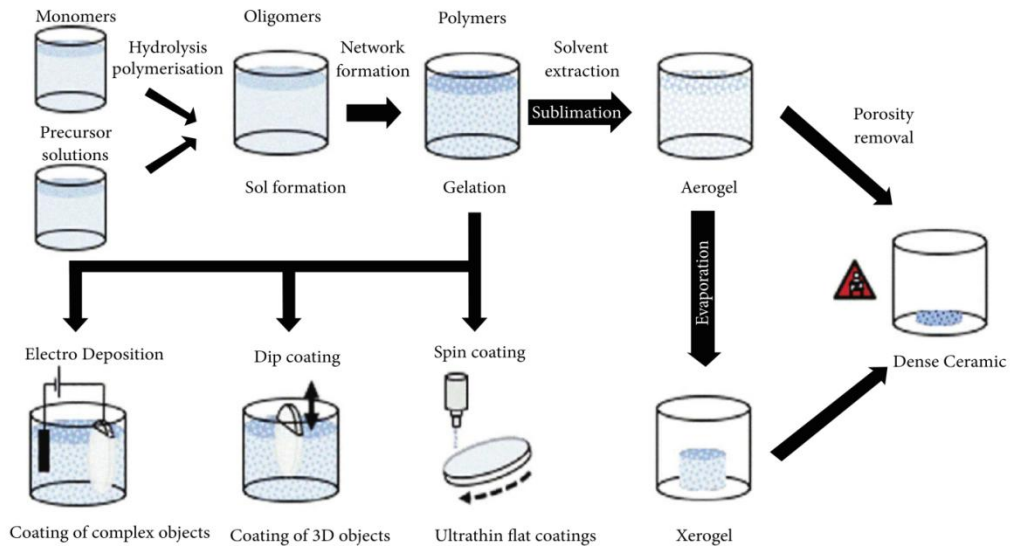 Monomers
Hydrolysis
polymerisation
Precursor
solutions
Oligomers
Sol formation
Network
formation
Polymers
Gelation
Solvent
extraction
Sublimation
Aerogel
Porosity
removal
Evaporation
Dense Ceramic
Electro Deposition
Dip coating
Spin coating
Coating of complex objects
Coating of 3D objects
Ultrathin flat coatings
Xerogel